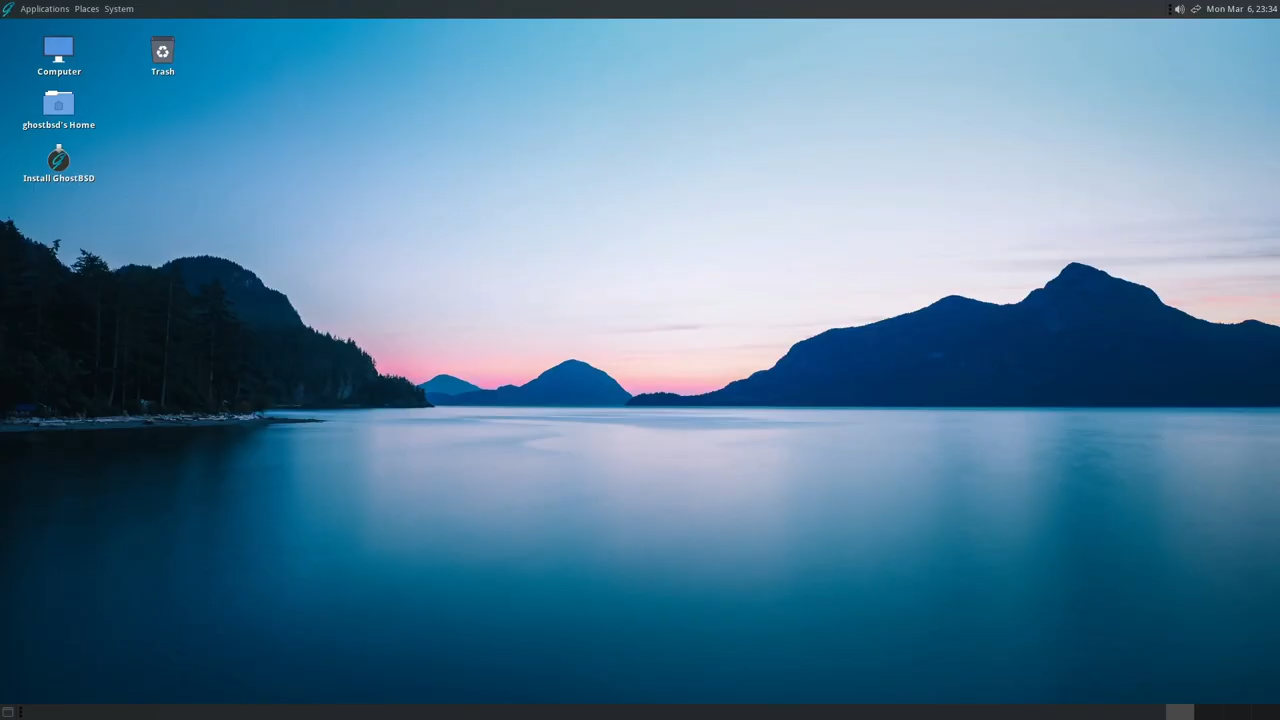 Applications Places System
Mon Mar 6, 23:34
Computer
Trash
ghostbsd's Home
Install GhostBSD